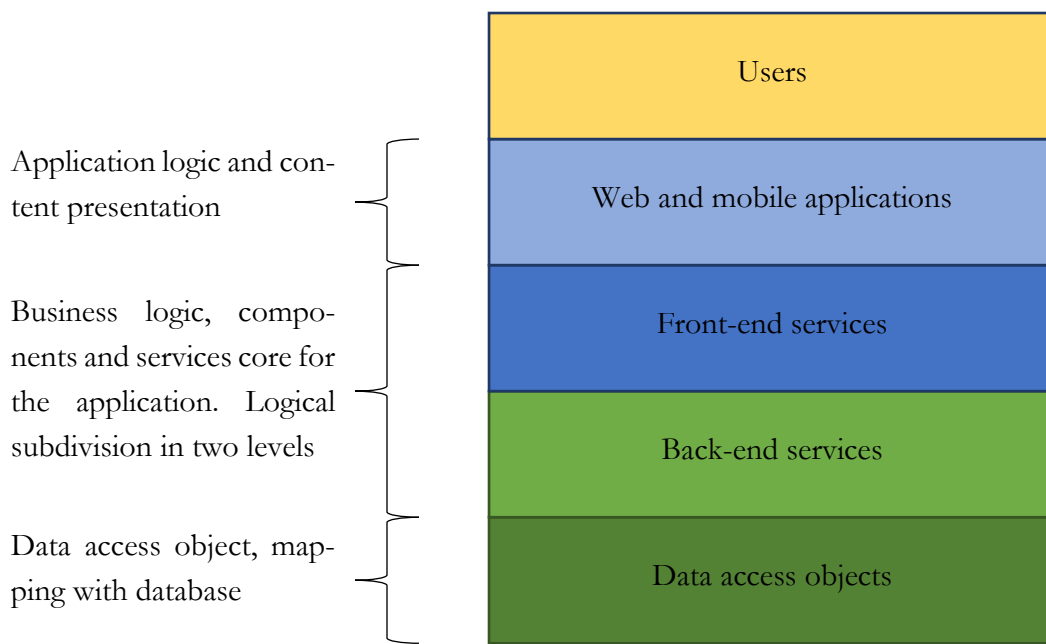 Users
Application logic and con-
tent presentation
Web and mobile applications
Business logic, compo-
nents and services core for
the application. Logical
subdivision in two levels
Front-end services
Back-end services
Data access object, map-
ping with database
Data access objects